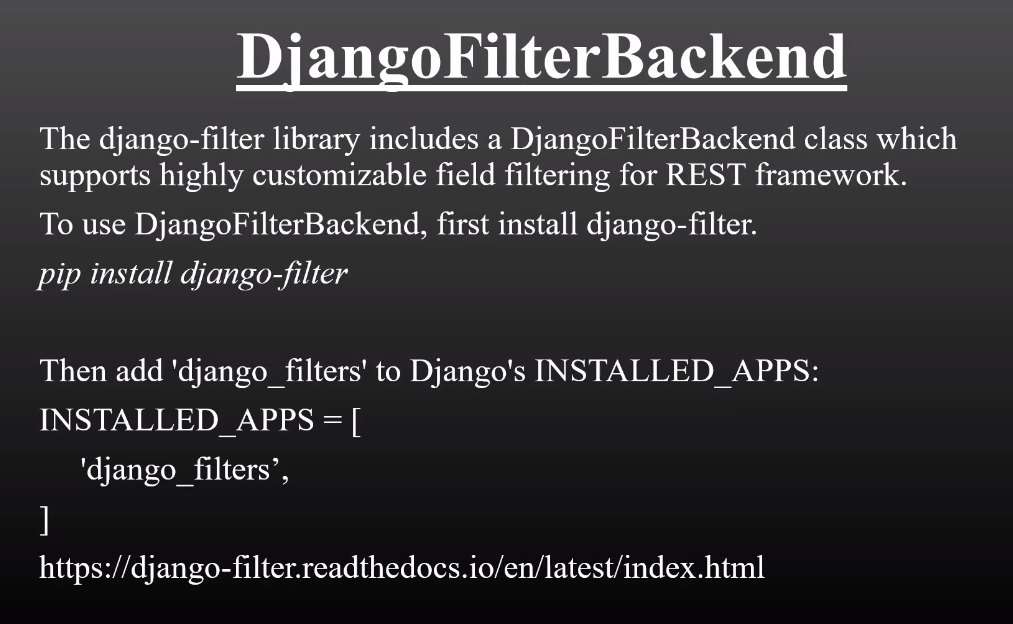 DjangoFilterBackend
The django-filter library includes a DjangoFilterBackend class which
supports highly customizable field filtering for REST framework.
To use DjangoFilterBackend, first install django-filter.
pip install django-filter
Then add 'django_filters' to Django's INSTALLED_APPS:
INSTALLED_APPS = [
'django_filters’,
]
https://django-filter.readthedocs.io/en/latest/index.html